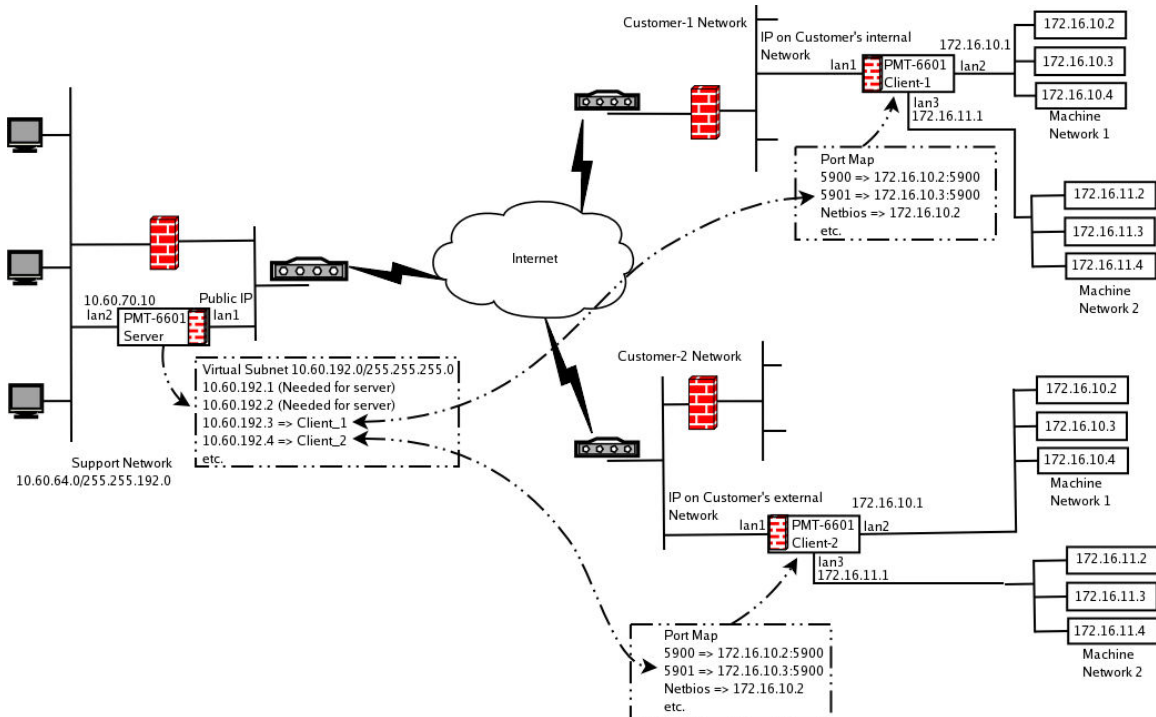 Customer-1 Network
IP on Customer's internal
Network
lan1
PMT-6601
Client-1
172.16.10.1
lan2
lan3
172.16.11.1
172.16.10.2
172.16.10.3
172.16.10.4
Machine
Network 1
Port Map
5900 => 172.16.10.2:5900
5901 => 172.16.10.3:5900
Netbios => 172.16.10.2
etc.
172.16.11.2
172.16.11.3
172.16.11.4
Machine
Network 2
Internet
10.60.70.10
lan2
PMT-6601
Server
Public IP
lan1
Virtual Subnet 10.60.192.0/255.255.255.0
10.60.192.1 (Needed for server)
10.60.192.2 (Needed for server)
10.60.192.3 => Client_1
10.60.192.4 => Client_2
etc.
Support Network
10.60.64.0/255.255.192.0
Customer-2 Network
IP on Customer's external
Network
lan1
PMT-6601
Client-2
172.16.10.1
lan2
lan3
172.16.11.1
10.16.10.2
10.16.10.3
172.16.10.4
Machine
Network 1
172.16.11.2
172.16.11.3
172.16.11.4
Machine
Network 2
Port Map
5900 => 172.16.10.2:5900
5901 => 172.16.10.3:5900
Netbios => 172.16.10.2
etc.